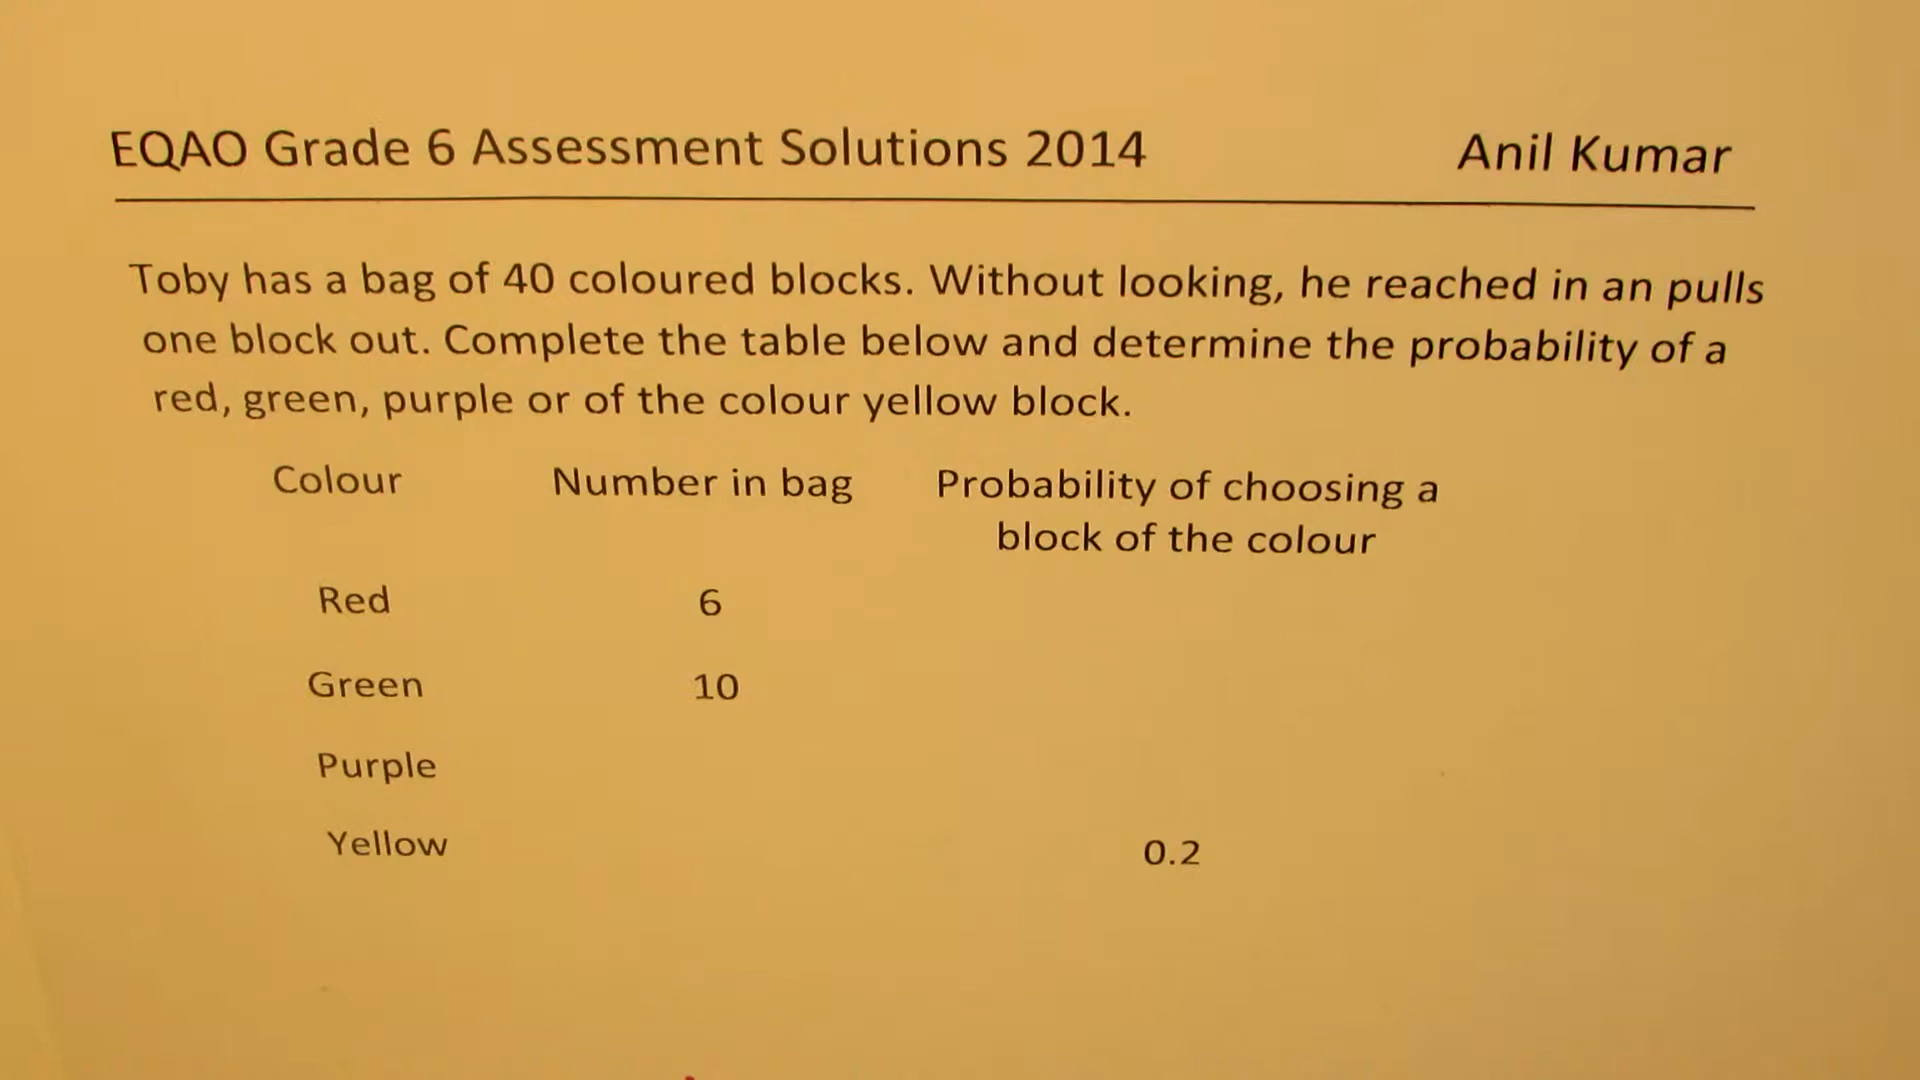 EQAO Grade 6 Assessment Solutions 2014 Anil Kumar
Toby has a bag of 40 coloured blocks. Without looking, he reached in an pulls
one block out. Complete the table below and determine the probability of a
red, green, purple or of the colour yellow block.
Colour Number in bag Probability of choosing a
block of the colour
Red 6
Green 10
Purple
Yellow 0.2